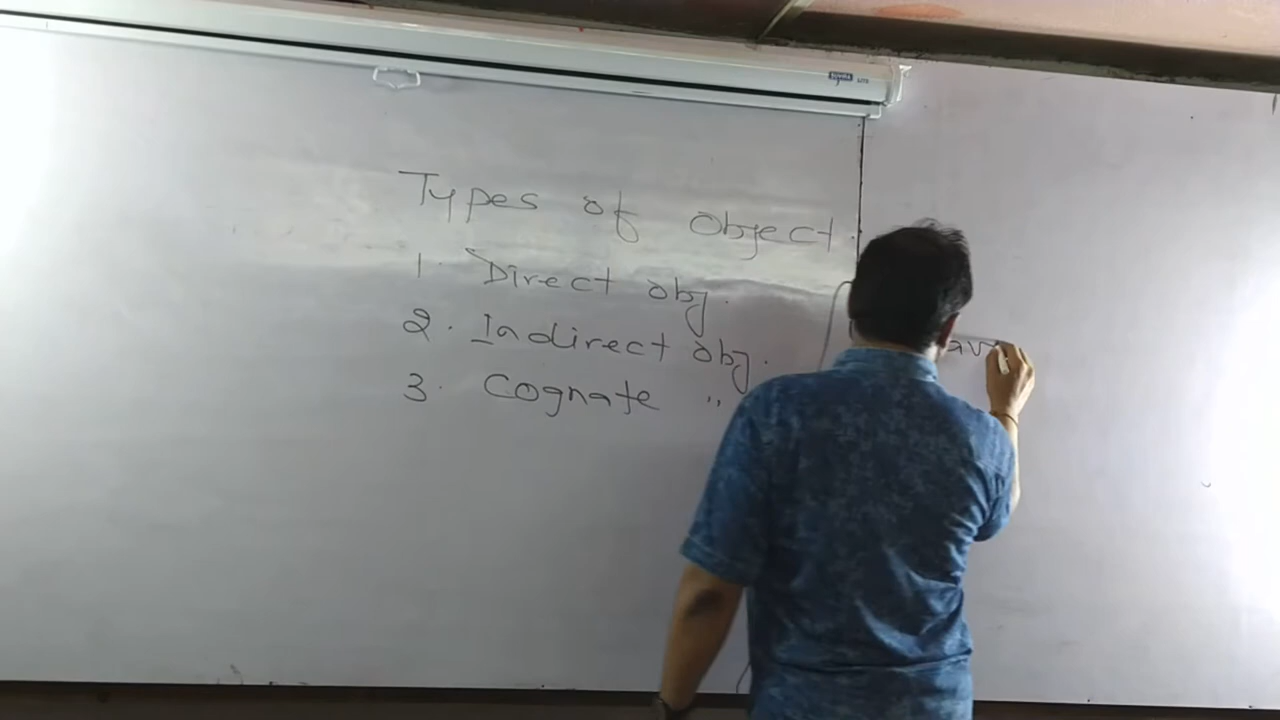 Types of object.
1. Direct obj.
2. Indirect obj.
3. Cognate "